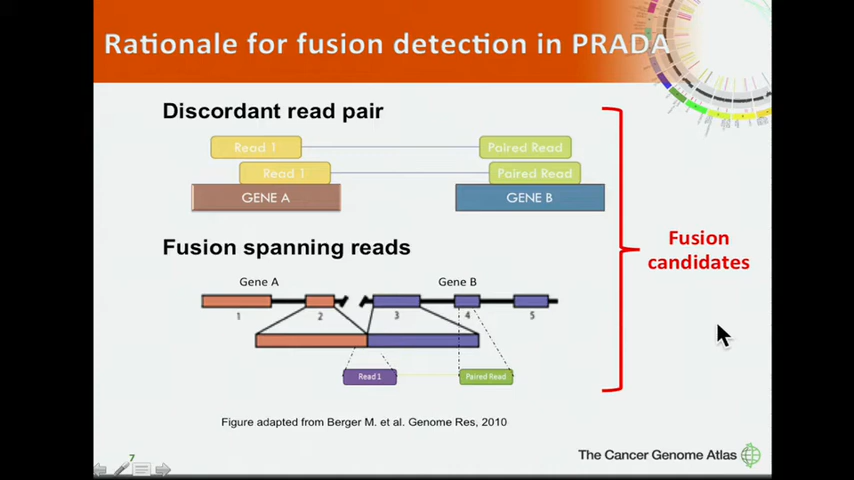 Rationale for fusion detection in PRADA
Discordant read pair
Read 1
Paired Read
Read 1
Paired Read
GENE A
GENE B
Fusion spanning reads
Gene A
Gene B
1
2
3
4
5
Read 1
Paired Read
Fusion
candidates
Figure adapted from Berger M. et al. Genome Res, 2010
7
The Cancer Genome Atlas